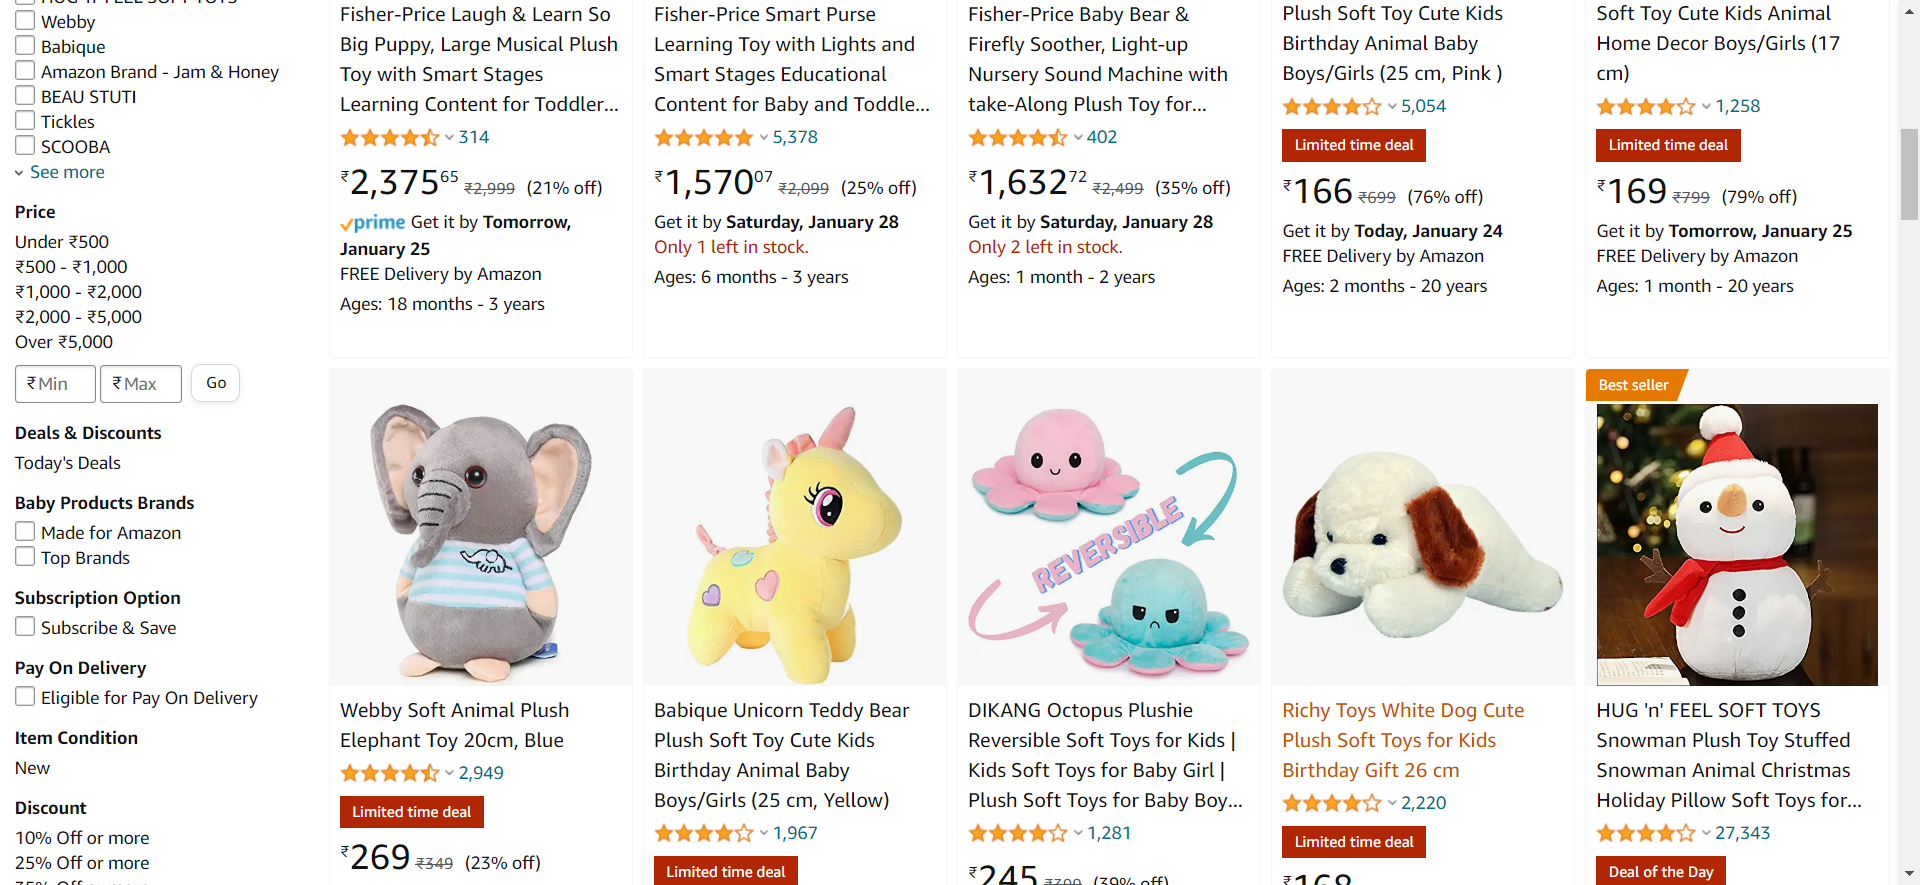 Webby
Babique
Amazon Brand - Jam & Honey
BEAU STUTI
Tickles
SCOOBA
See more
Price
Under ₹500
₹500 - ₹1,000
₹1,000 - ₹2,000
₹2,000 - ₹5,000
Over ₹5,000
₹ Min
₹ Max
Go
Deals & Discounts
Today's Deals
Baby Products Brands
Made for Amazon
Top Brands
Subscription Option
Subscribe & Save
Pay On Delivery
Eligible for Pay On Delivery
Item Condition
New
Discount
10% Off or more
25% Off or more
Fisher-Price Laugh & Learn So
Big Puppy, Large Musical Plush
Toy with Smart Stages
Learning Content for Toddler...
314
₹2,375 65 ₹2,999 (21% off)
prime Get it by Tomorrow,
January 25
FREE Delivery by Amazon
Ages: 18 months - 3 years
Fisher-Price Smart Purse
Learning Toy with Lights and
Smart Stages Educational
Content for Baby and Toddle...
5,378
₹1,570 07 ₹2,099 (25% off)
Get it by Saturday, January 28
Only 1 left in stock.
Ages: 6 months - 3 years
Fisher-Price Baby Bear &
Firefly Soother, Light-up
Nursery Sound Machine with
take-Along Plush Toy for...
402
₹1,632 72 ₹2,499 (35% off)
Get it by Saturday, January 28
Only 2 left in stock.
Ages: 1 month - 2 years
Plush Soft Toy Cute Kids
Birthday Animal Baby
Boys/Girls (25 cm, Pink )
5,054
Limited time deal
₹166 ₹699 (76% off)
Get it by Today, January 24
FREE Delivery by Amazon
Ages: 2 months - 20 years
Soft Toy Cute Kids Animal
Home Decor Boys/Girls (17
cm)
1,258
Limited time deal
₹169 ₹799 (79% off)
Get it by Tomorrow, January 25
FREE Delivery by Amazon
Ages: 1 month - 20 years
Webby Soft Animal Plush
Elephant Toy 20cm, Blue
2,949
Limited time deal
₹269 ₹349 (23% off)
Babique Unicorn Teddy Bear
Plush Soft Toy Cute Kids
Birthday Animal Baby
Boys/Girls (25 cm, Yellow)
1,967
Limited time deal
REVERSIBLE
DIKANG Octopus Plushie
Reversible Soft Toys for Kids |
Kids Soft Toys for Baby Girl |
Plush Soft Toys for Baby Boy...
1,281
₹245 ₹399 (39% off)
Richy Toys White Dog Cute
Plush Soft Toys for Kids
Birthday Gift 26 cm
2,220
Limited time deal
₹168
Best seller
HUG 'n' FEEL SOFT TOYS
Snowman Plush Toy Stuffed
Snowman Animal Christmas
Holiday Pillow Soft Toys for...
27,343
Deal of the Day